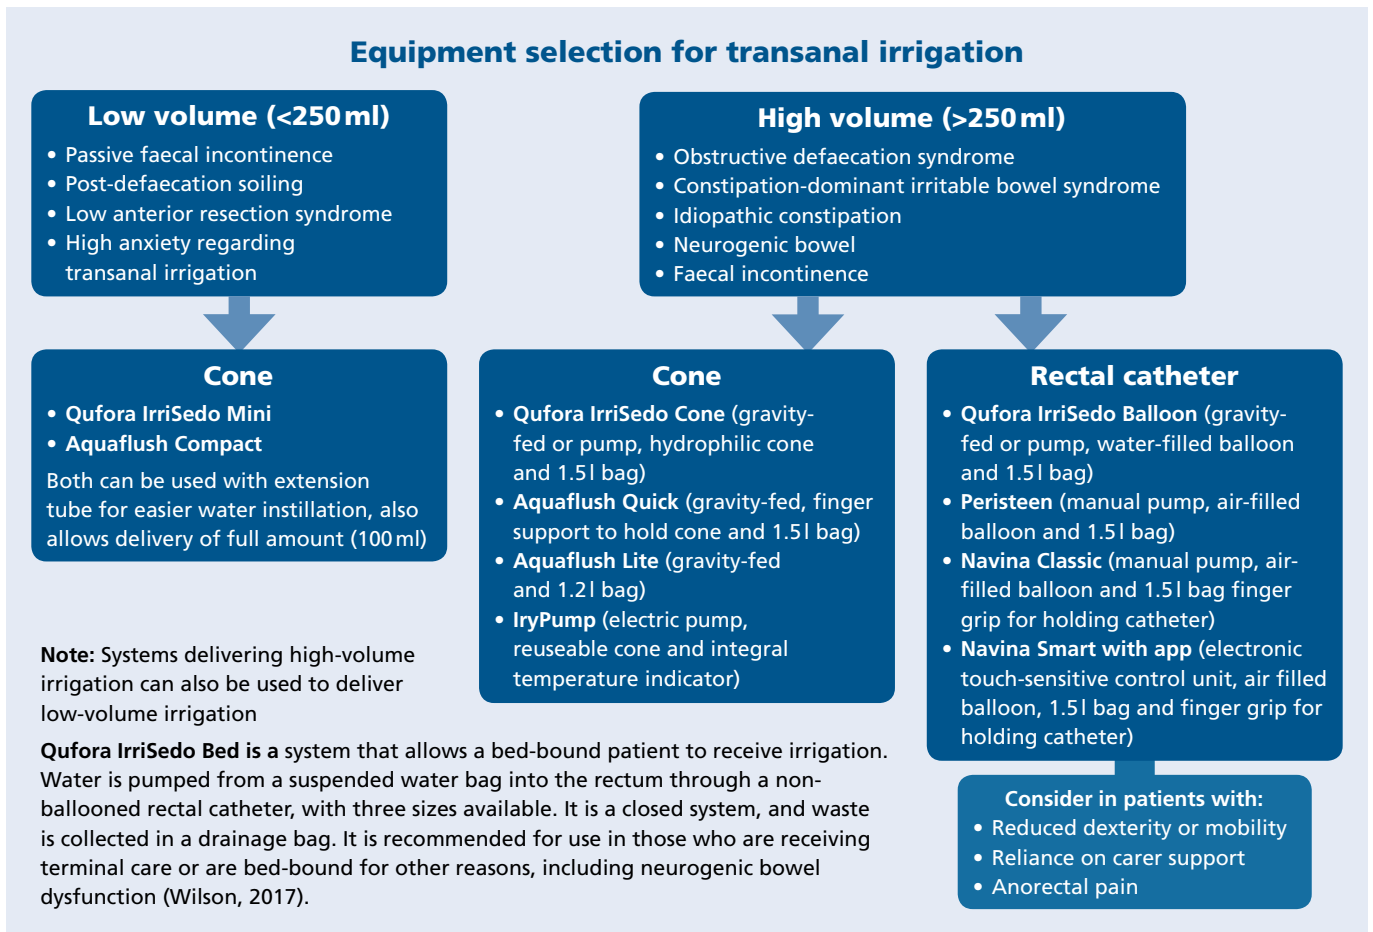 Equipment selection for transanal irrigation
Low volume (<250 ml)
• Passive faecal incontinence
• Post-defaecation soiling
• Low anterior resection syndrome
• High anxiety regarding
transanal irrigation
High volume (>250 ml)
• Obstructive defaecation syndrome
• Constipation-dominant irritable bowel syndrome
• Idiopathic constipation
• Neurogenic bowel
• Faecal incontinence
Cone
• Qufora IrriSedo Mini
• Aquaflush Compact
Both can be used with extension
tube for easier water instillation, also
allows delivery of full amount (100 ml)
Cone
• Qufora IrriSedo Cone (gravity-
fed or pump, hydrophilic cone
and 1.5 l bag)
• Aquaflush Quick (gravity-fed, finger
support to hold cone and 1.5 l bag)
• Aquaflush Lite (gravity-fed
and 1.2 l bag)
• IryPump (electric pump,
reuseable cone and integral
temperature indicator)
Rectal catheter
• Qufora IrriSedo Balloon (gravity-
fed or pump, water-filled balloon
and 1.5 l bag)
• Peristeen (manual pump, air-filled
balloon and 1.5 l bag)
• Navina Classic (manual pump, air-
filled balloon and 1.5 l bag finger
grip for holding catheter)
• Navina Smart with app (electronic
touch-sensitive control unit, air filled
balloon, 1.5 l bag and finger grip for
holding catheter)
Consider in patients with:
• Reduced dexterity or mobility
• Reliance on carer support
• Anorectal pain
Note: Systems delivering high-volume
irrigation can also be used to deliver
low-volume irrigation
Qufora IrriSedo Bed is a system that allows a bed-bound patient to receive irrigation.
Water is pumped from a suspended water bag into the rectum through a non-
ballooned rectal catheter, with three sizes available. It is a closed system, and waste
is collected in a drainage bag. It is recommended for use in those who are receiving
terminal care or are bed-bound for other reasons, including neurogenic bowel
dysfunction (Wilson, 2017).